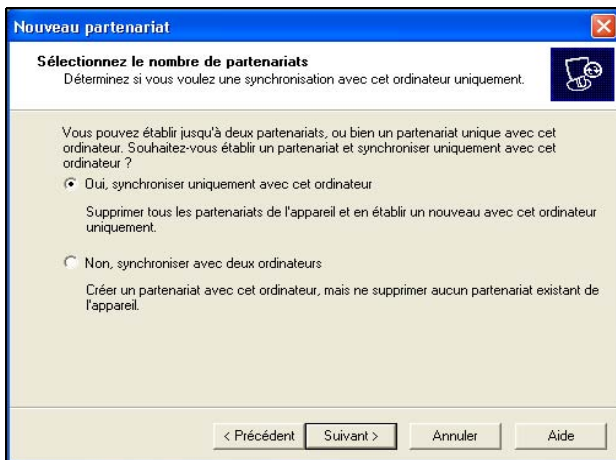 Nouveau partenariat
Sélectionnez le nombre de partenariats
Déterminez si vous voulez une synchronisation avec cet ordinateur uniquement.
Vous pouvez établir jusqu'à deux partenariats, ou bien un partenariat unique avec cet
ordinateur. Souhaitez-vous établir un partenariat et synchroniser uniquement avec cet
ordinateur ?
Oui, synchroniser uniquement avec cet ordinateur
Supprimer tous les partenariats de l'appareil et en établir un nouveau avec cet ordinateur
uniquement.
Non, synchroniser avec deux ordinateurs
Créer un partenariat avec cet ordinateur, mais ne supprimer aucun partenariat existant de
l'appareil.
< Précédent Suivant > Annuler Aide